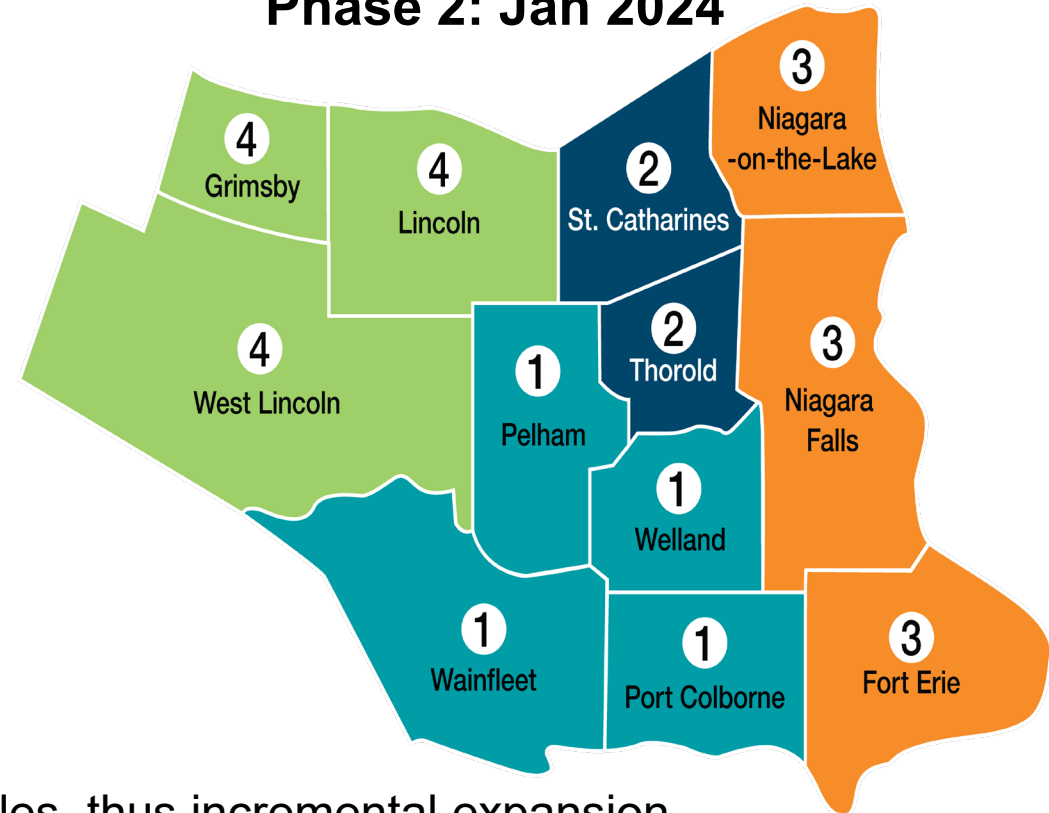 Phase 2: Jan 2024
3
Niagara
-on-the-Lake
4
Grimsby
4
Lincoln
2
St. Catharines
4
West Lincoln
1
Pelham
2
Thorold
3
Niagara
Falls
1
Welland
1
Wainfleet
1
Port Colborne
3
Fort Erie
thus incremental expansion